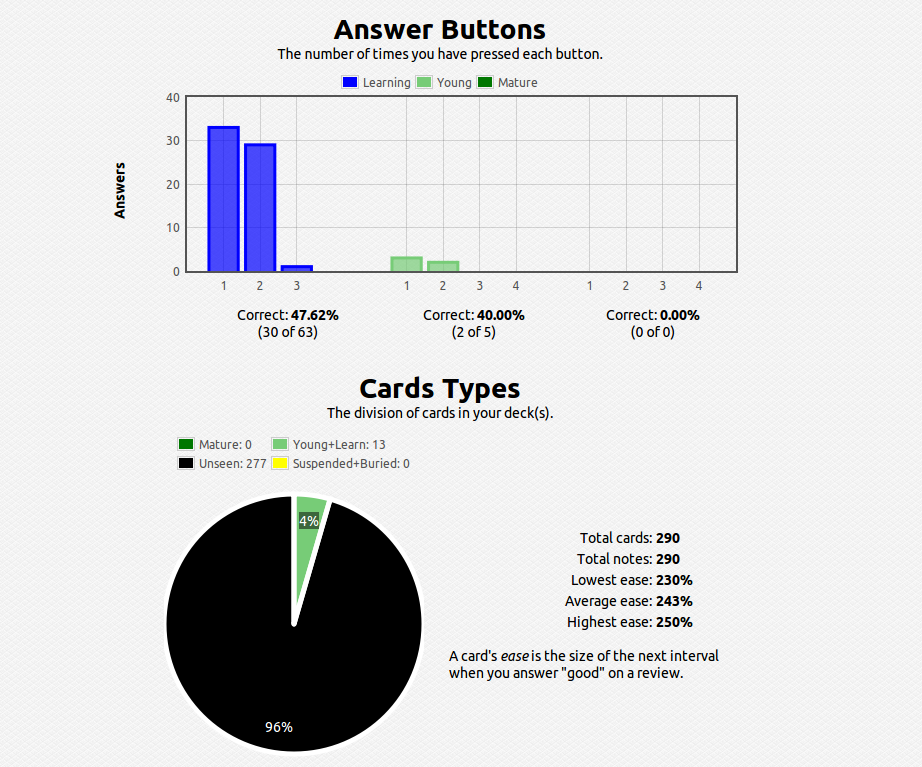 Answer Buttons
The number of times you have pressed each button.
Learning Young Mature
40
30
20
10
0
Answers
1 2 3 1 2 3 4 1 2 3 4
Correct: 47.62% Correct: 40.00% Correct: 0.00%
(30 of 63) (2 of 5) (0 of 0)
Cards Types
The division of cards in your deck(s).
Mature: 0 Young+Learn: 13
Unseen: 277 Suspended+Buried: 0
4%
96%
Total cards: 290
Total notes: 290
Lowest ease: 230%
Average ease: 243%
Highest ease: 250%
A card's ease is the size of the next interval
when you answer "good" on a review.